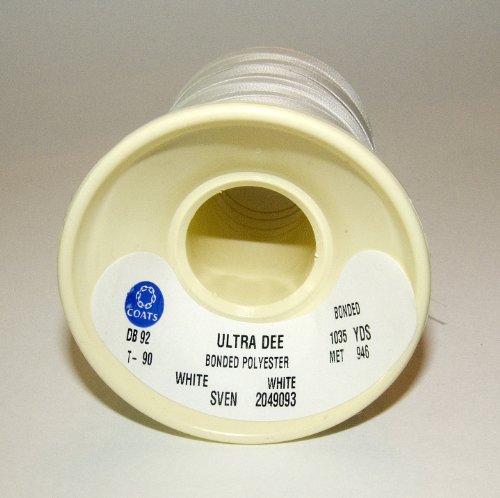 COATS
DB 92
T- 90
ULTRA DEE
BONDED POLYESTER
WHITE WHITE
SVEN 2049093
BONDED
1035 YDS
MET 946